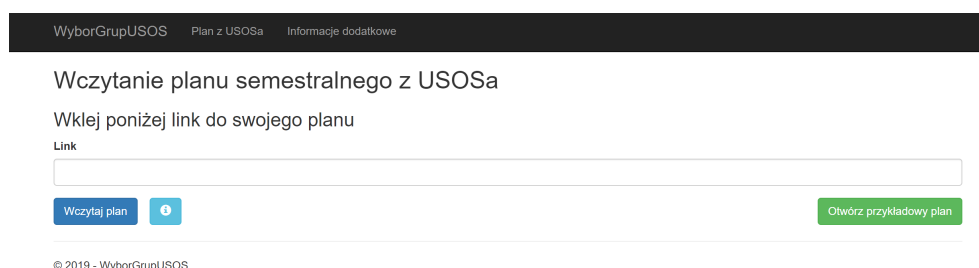 WyborGrupUSOS Plan z USOSa Informacje dodatkowe
Wczytanie planu semestralnego z USOSa
Wklej poniżej link do swojego planu
Link
Wczytaj plan Otwórz przykładowy plan
© 2019 - WyborGrupUSOS